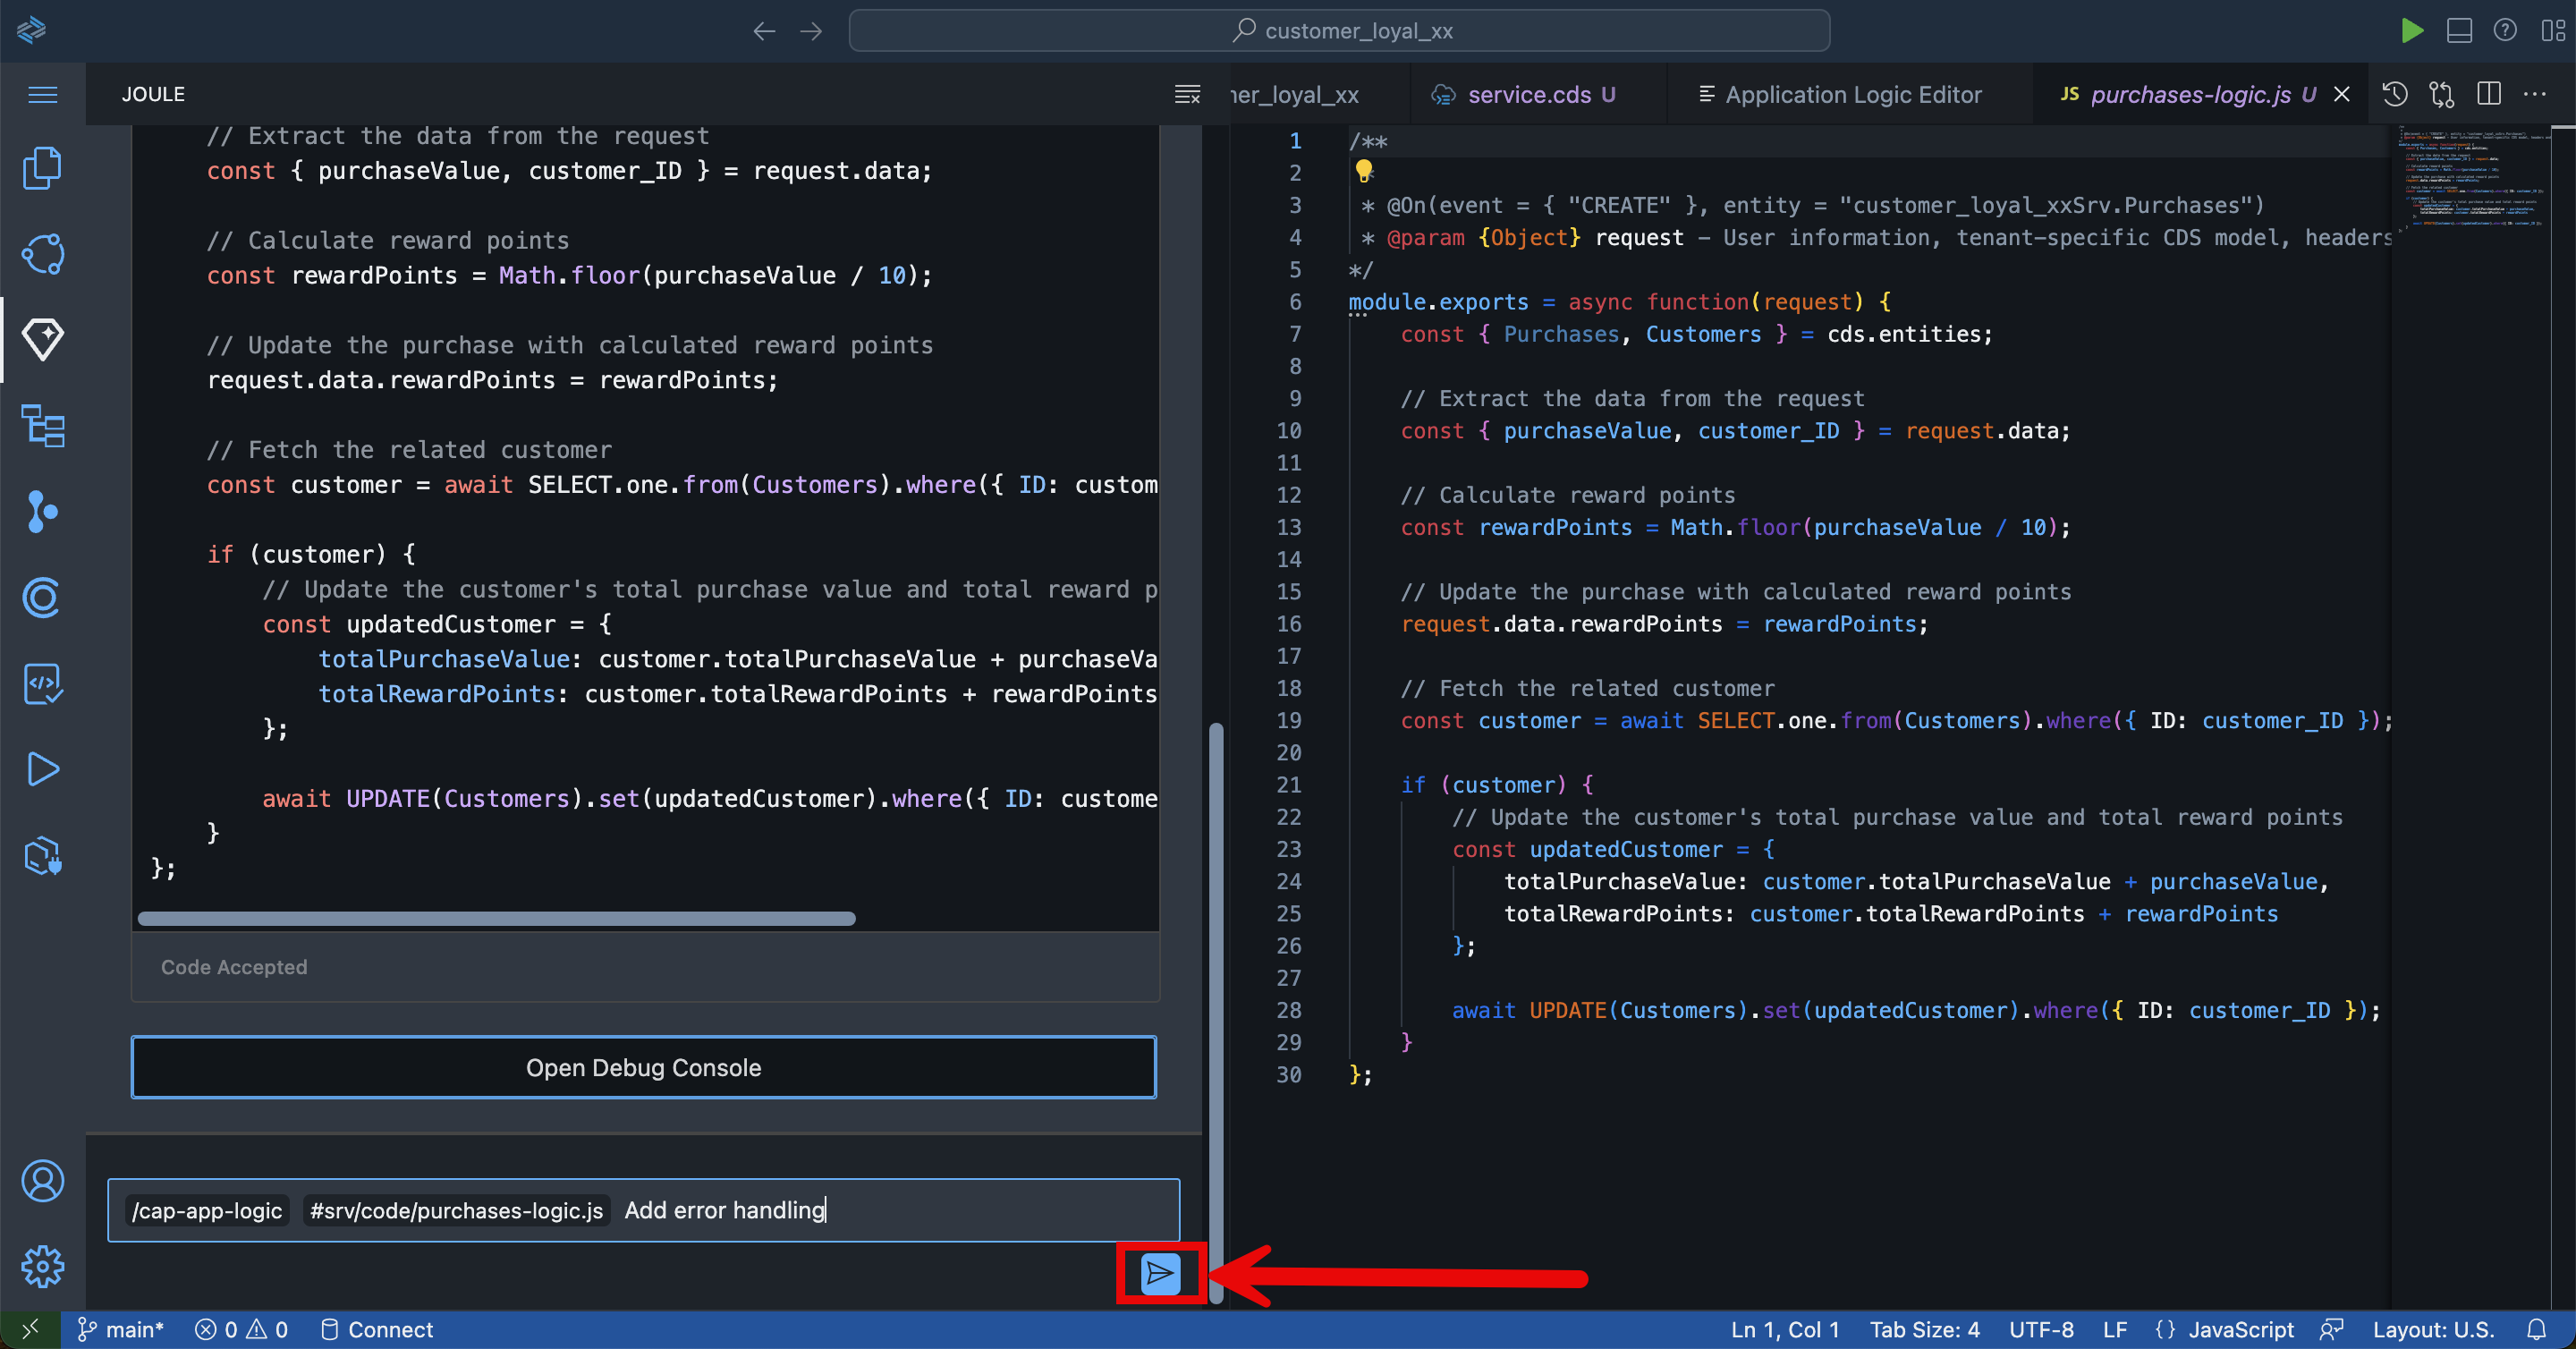 customer_loyal_xx
JOULE
// Extract the data from the request
const { purchaseValue, customer_ID } = request.data;
// Calculate reward points
const rewardPoints = Math.floor(purchaseValue / 10);
// Update the purchase with calculated reward points
request.data.rewardPoints = rewardPoints;
// Fetch the related customer
const customer = await SELECT.one.from(Customers).where({ ID: custom
if (customer) {
// Update the customer's total purchase value and total reward p
const updatedCustomer = {
totalPurchaseValue: customer.totalPurchaseValue + purchaseVa
totalRewardPoints: customer.totalRewardPoints + rewardPoints
};
await UPDATE(Customers).set(updatedCustomer).where({ ID: custome
}
};
Code Accepted
Open Debug Console
/cap-app-logic #srv/code/purchases-logic.js Add error handling
ner_loyal_xx
service.cds U
Application Logic Editor
JS purchases-logic.js U
1 /**
2 *
3 * @On(event = { "CREATE" }, entity = "customer_loyal_xxSrv.Purchases")
4 * @param {Object} request - User information, tenant-specific CDS model, headers
5 */
6 module.exports = async function(request) {
7 const { Purchases, Customers } = cds.entities;
8
9 // Extract the data from the request
10 const { purchaseValue, customer_ID } = request.data;
11
12 // Calculate reward points
13 const rewardPoints = Math.floor(purchaseValue / 10);
14
15 // Update the purchase with calculated reward points
16 request.data.rewardPoints = rewardPoints;
17
18 // Fetch the related customer
19 const customer = await SELECT.one.from(Customers).where({ ID: customer_ID });
20
21 if (customer) {
22 // Update the customer's total purchase value and total reward points
23 const updatedCustomer = {
24 totalPurchaseValue: customer.totalPurchaseValue + purchaseValue,
25 totalRewardPoints: customer.totalRewardPoints + rewardPoints
26 };
27
28 await UPDATE(Customers).set(updatedCustomer).where({ ID: customer_ID });
29 }
30 };
main* 0 0 Connect
Ln 1, Col 1 Tab Size: 4 UTF-8 LF {} JavaScript Layout: U.S.